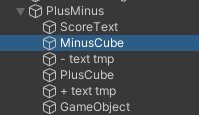 PlusMinus
ScoreText
MinusCube
- text tmp
PlusCube
+ text tmp
GameObject